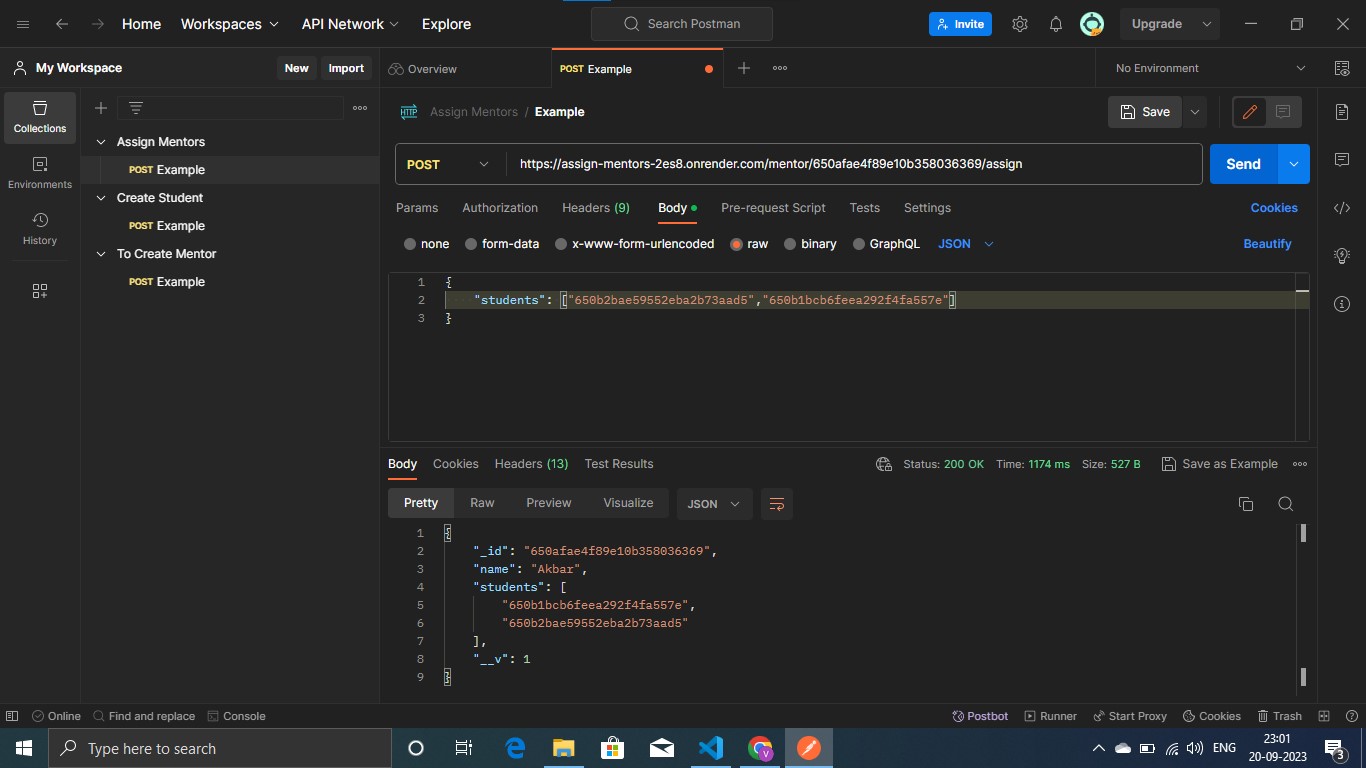 Home Workspaces API Network Explore Search Postman Invite Upgrade
My Workspace New Import Overview POST Example No Environment
Collections
Environments
History
Assign Mentors
POST Example
Create Student
POST Example
To Create Mentor
POST Example
HTTP Assign Mentors / Example Save
POST https://assign-mentors-2es8.onrender.com/mentor/650afae4f89e10b358036369/assign Send
Params Authorization Headers (9) Body Pre-request Script Tests Settings Cookies
none form-data x-www-form-urlencoded raw binary GraphQL JSON Beautify
1 {
2 "students": ["650b2bae59552eba2b73aad5","650b1bcb6feea292f4fa557e"]
3 }
Body Cookies Headers (13) Test Results Status: 200 OK Time: 1174 ms Size: 527 B Save as Example
Pretty Raw Preview Visualize JSON
1 {
2 "_id": "650afae4f89e10b358036369",
3 "name": "Akbar",
4 "students": [
5 "650b1bcb6feea292f4fa557e",
6 "650b2bae59552eba2b73aad5"
7 ],
8 "__v": 1
9 }
Online Find and replace Console Postbot Runner Start Proxy Cookies Trash
Type here to search V ENG 23:01
20-09-2023 3